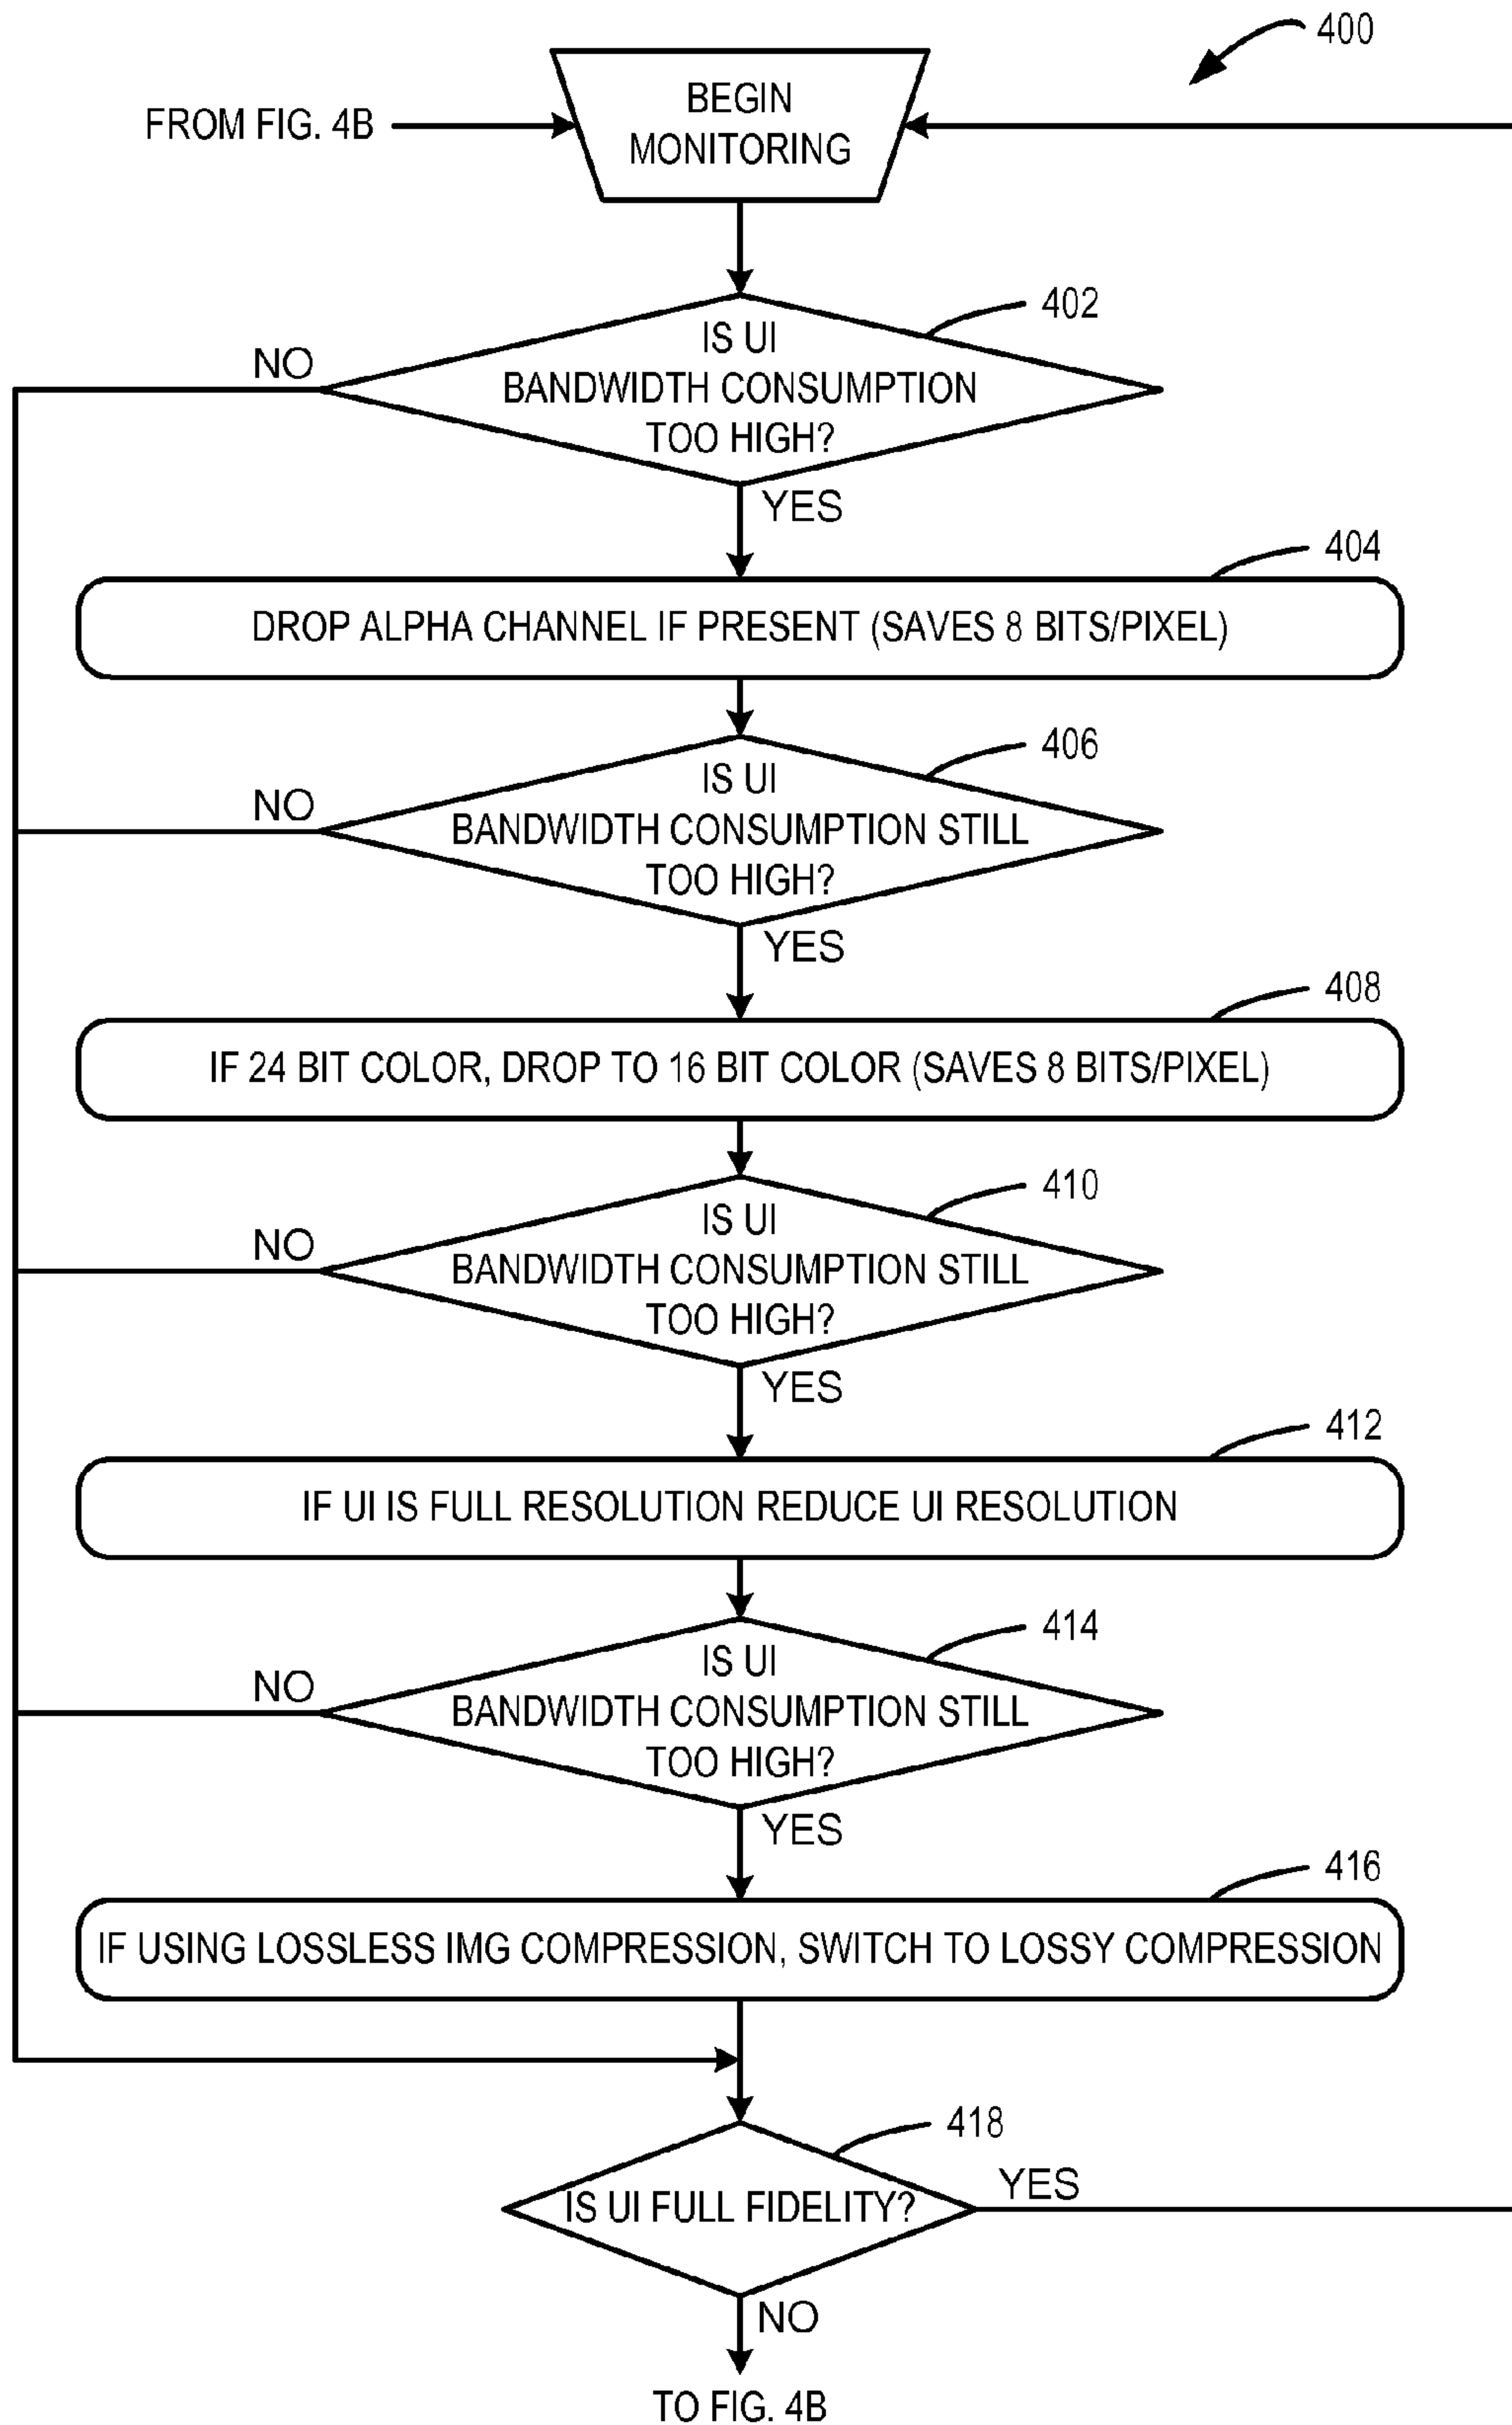 400
FROM FIG. 4B
BEGIN
MONITORING
402
IS UI
BANDWIDTH CONSUMPTION
TOO HIGH?
NO
YES
404
DROP ALPHA CHANNEL IF PRESENT (SAVES 8 BITS/PIXEL)
406
IS UI
BANDWIDTH CONSUMPTION STILL
TOO HIGH?
NO
YES
408
IF 24 BIT COLOR, DROP TO 16 BIT COLOR (SAVES 8 BITS/PIXEL)
410
IS UI
BANDWIDTH CONSUMPTION STILL
TOO HIGH?
NO
YES
412
IF UI IS FULL RESOLUTION REDUCE UI RESOLUTION
414
IS UI
BANDWIDTH CONSUMPTION STILL
TOO HIGH?
NO
YES
416
IF USING LOSSLESS IMG COMPRESSION, SWITCH TO LOSSY COMPRESSION
418
IS UI FULL FIDELITY?
YES
NO
TO FIG. 4B